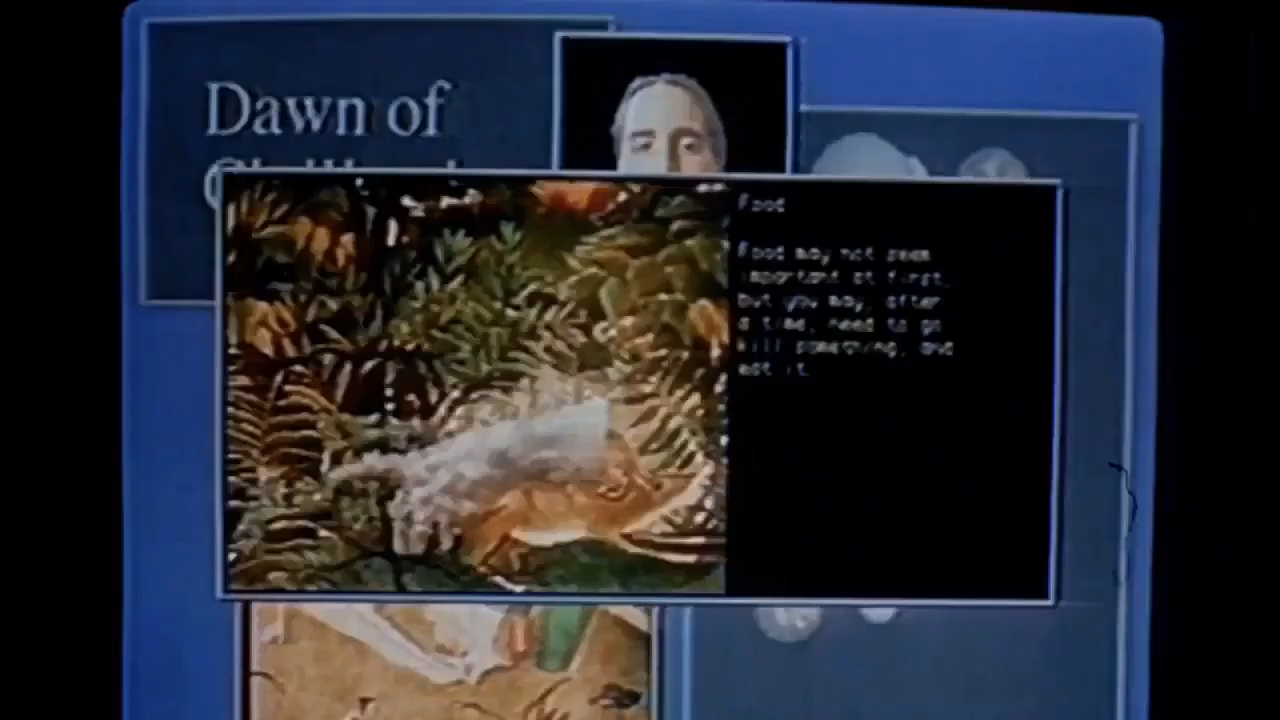 Dawn of
Food
Food may not seem
important at first,
but you may, after
a time, need to go
kill something, and
eat it.